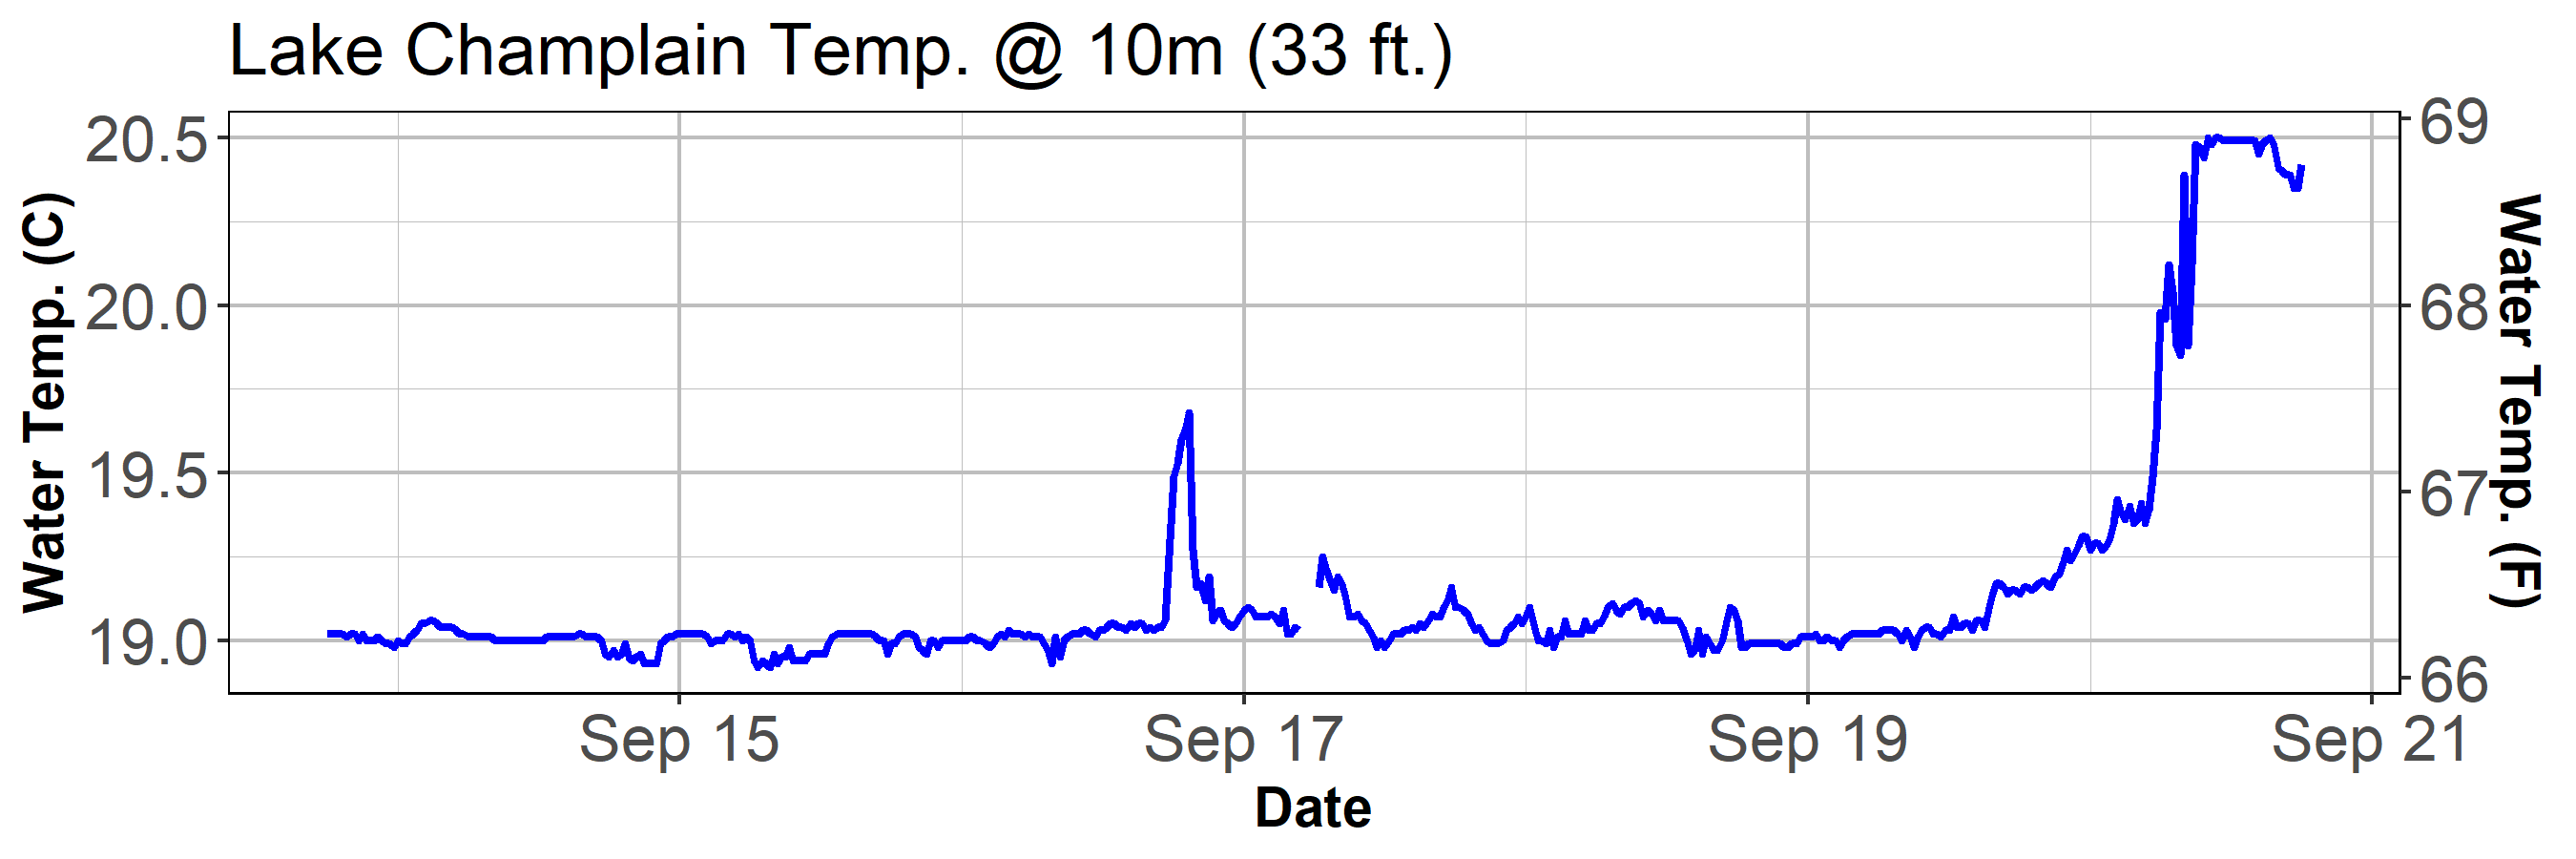 Lake Champlain Temp. @ 10m (33 ft.)
Water Temp. (C)
20.5
20.0
19.5
19.0
69
68
67
66
Water Temp. (F)
Sep 15
Sep 17
Sep 19
Sep 21
Date